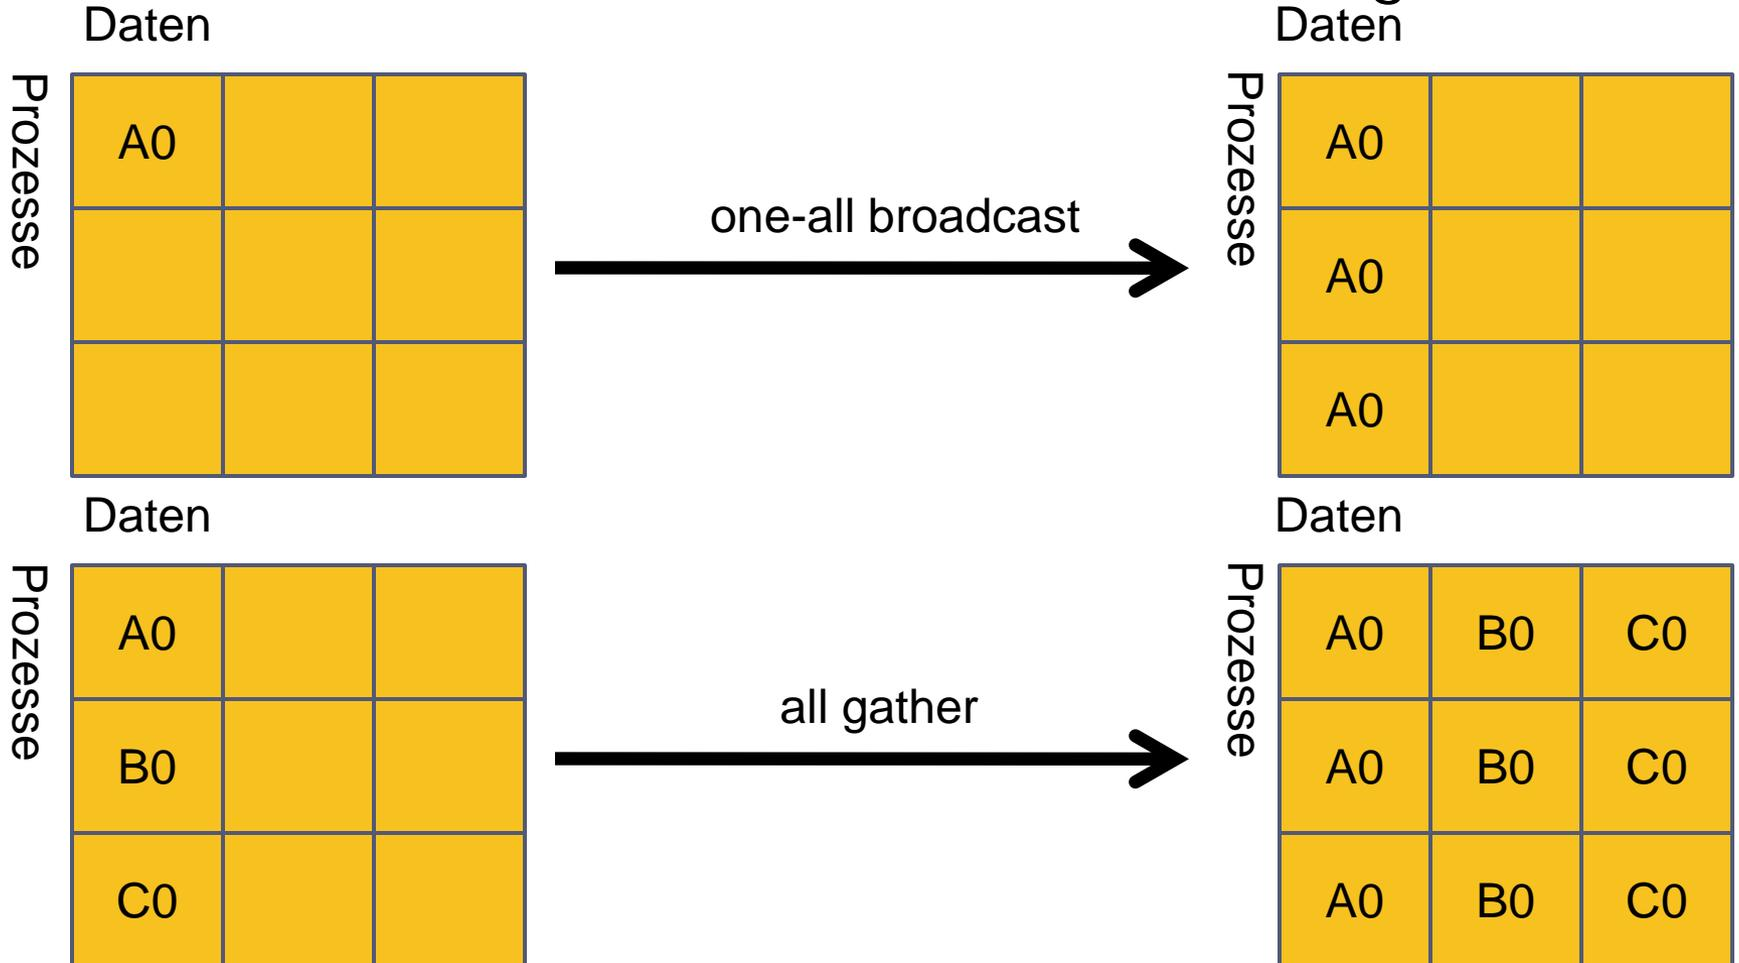 Daten
Daten
Prozesse
Prozesse
A0
A0
one-all broadcast
A0
A0
Daten
Daten
Prozesse
Prozesse
A0
A0 B0 C0
all gather
B0
A0 B0 C0
C0
A0 B0 C0